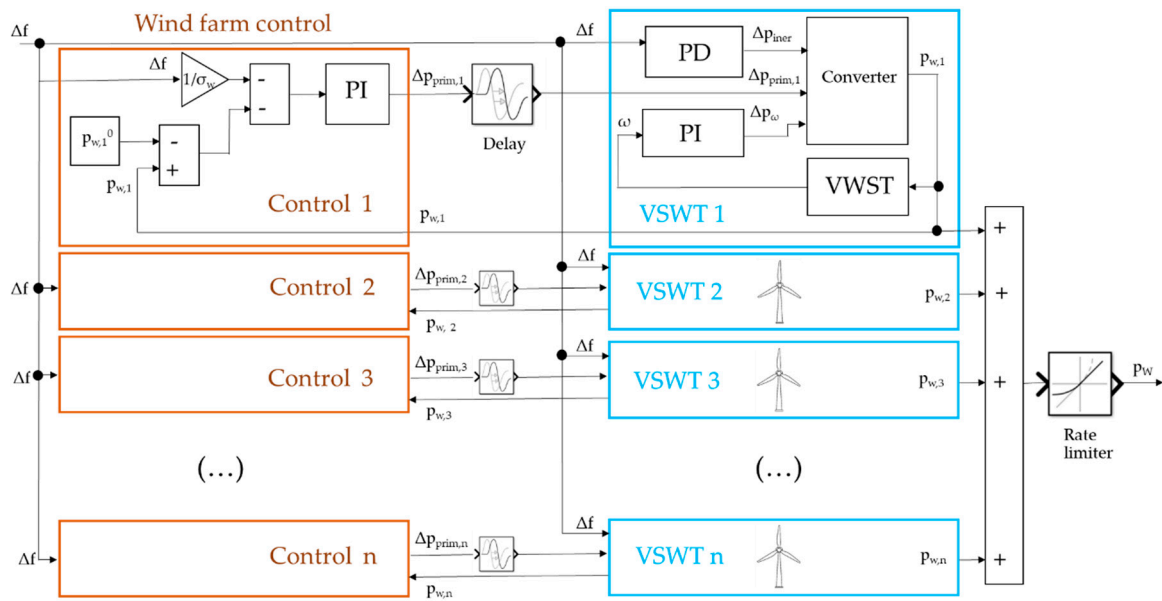 Wind farm control
Δf
Δf
Δf
1/σw
-
-
PI
Δpprim,1
Delay
pw,1⁰
-
+
pw,1
Control 1
pw,1
PD
Δpiner
Δpprim,1
Converter
pw,1
ω
PI
Δpω
VWST
VSWT 1
+
Δf
Control 2
Δpprim,2
pw, 2
Δf
VSWT 2
pw,2
+
Δf
Control 3
Δpprim,3
pw,3
Δf
VSWT 3
pw,3
+
pW
Rate
limiter
(...)
(...)
Δf
Control n
Δpprim,n
pw,n
Δf
VSWT n
pw,n
+